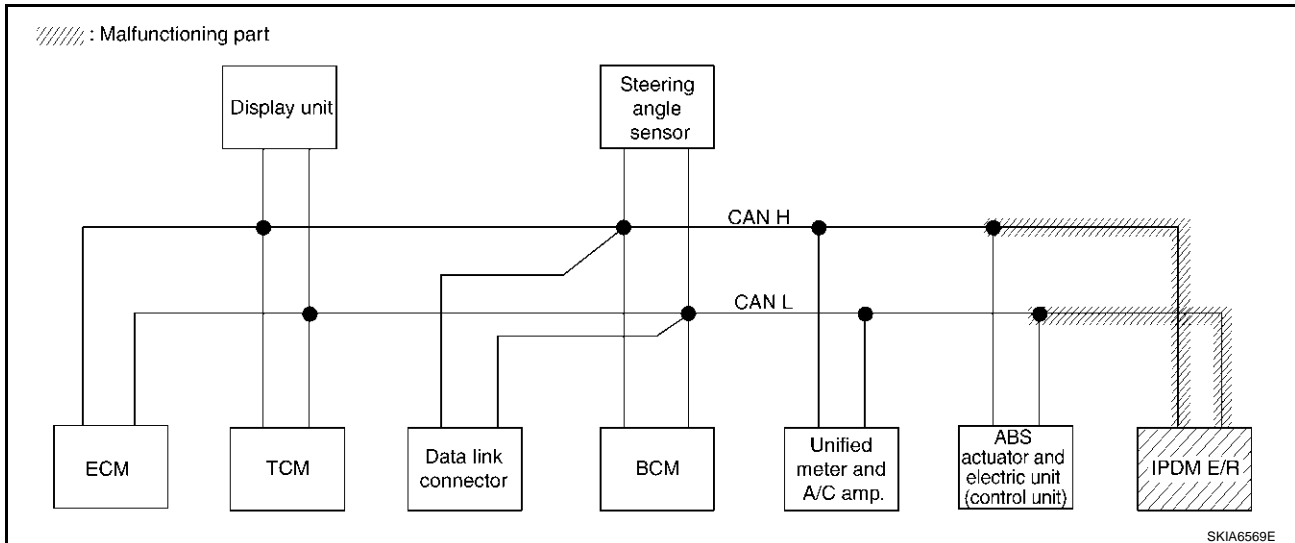 : Malfunctioning part
Display unit
Steering
angle
sensor
CAN H
CAN L
ECM
TCM
Data link
connector
BCM
Unified
meter and
A/C amp.
ABS
actuator and
electric unit
(control unit)
IPDM E/R
SKIA6569E